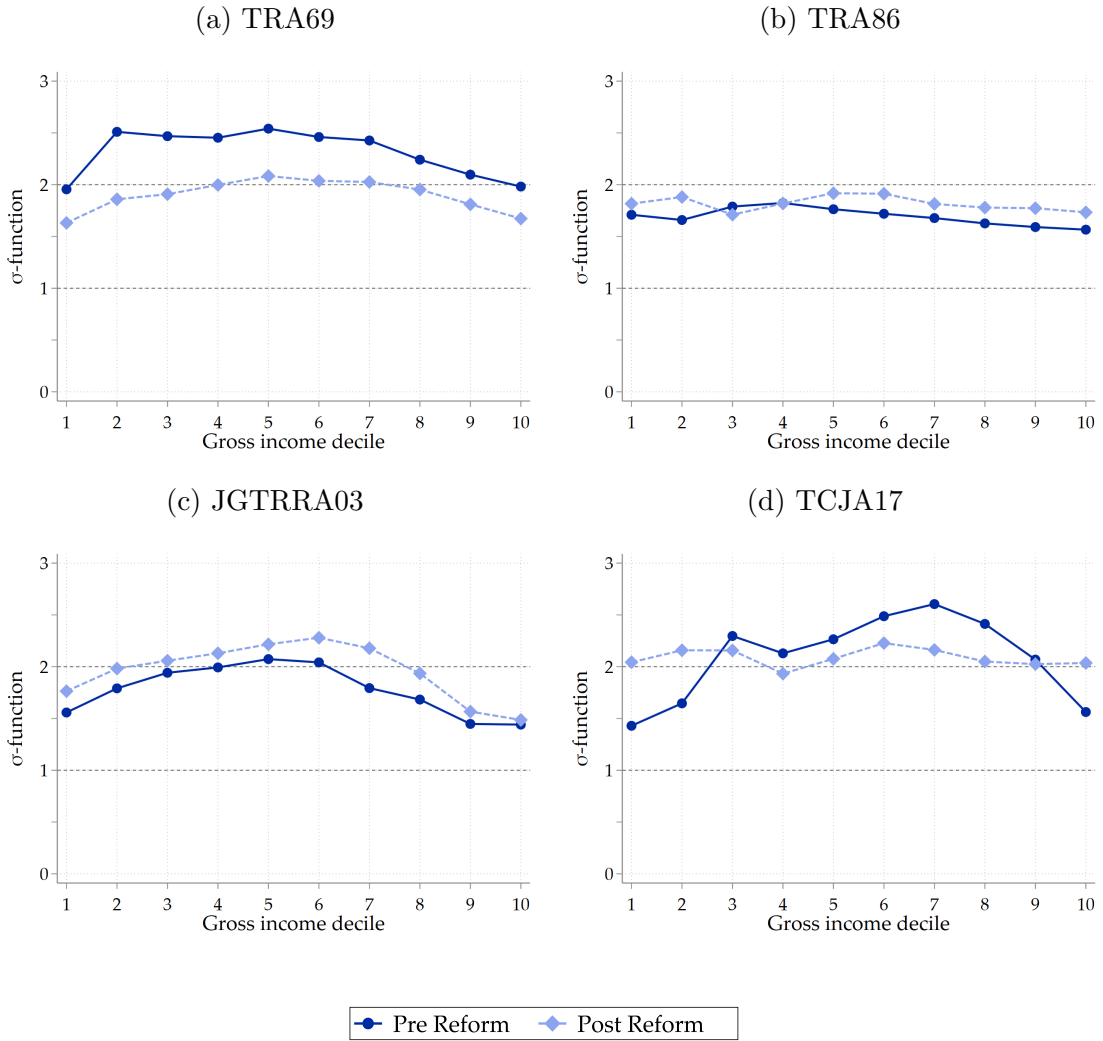 (a) TRA69
3
2
1
0
σ-function
1 2 3 4 5 6 7 8 9 10
Gross income decile
(b) TRA86
3
2
1
0
σ-function
1 2 3 4 5 6 7 8 9 10
Gross income decile
(c) JGTRRA03
3
2
1
0
σ-function
1 2 3 4 5 6 7 8 9 10
Gross income decile
(d) TCJA17
3
2
1
0
σ-function
1 2 3 4 5 6 7 8 9 10
Gross income decile
Pre Reform Post Reform